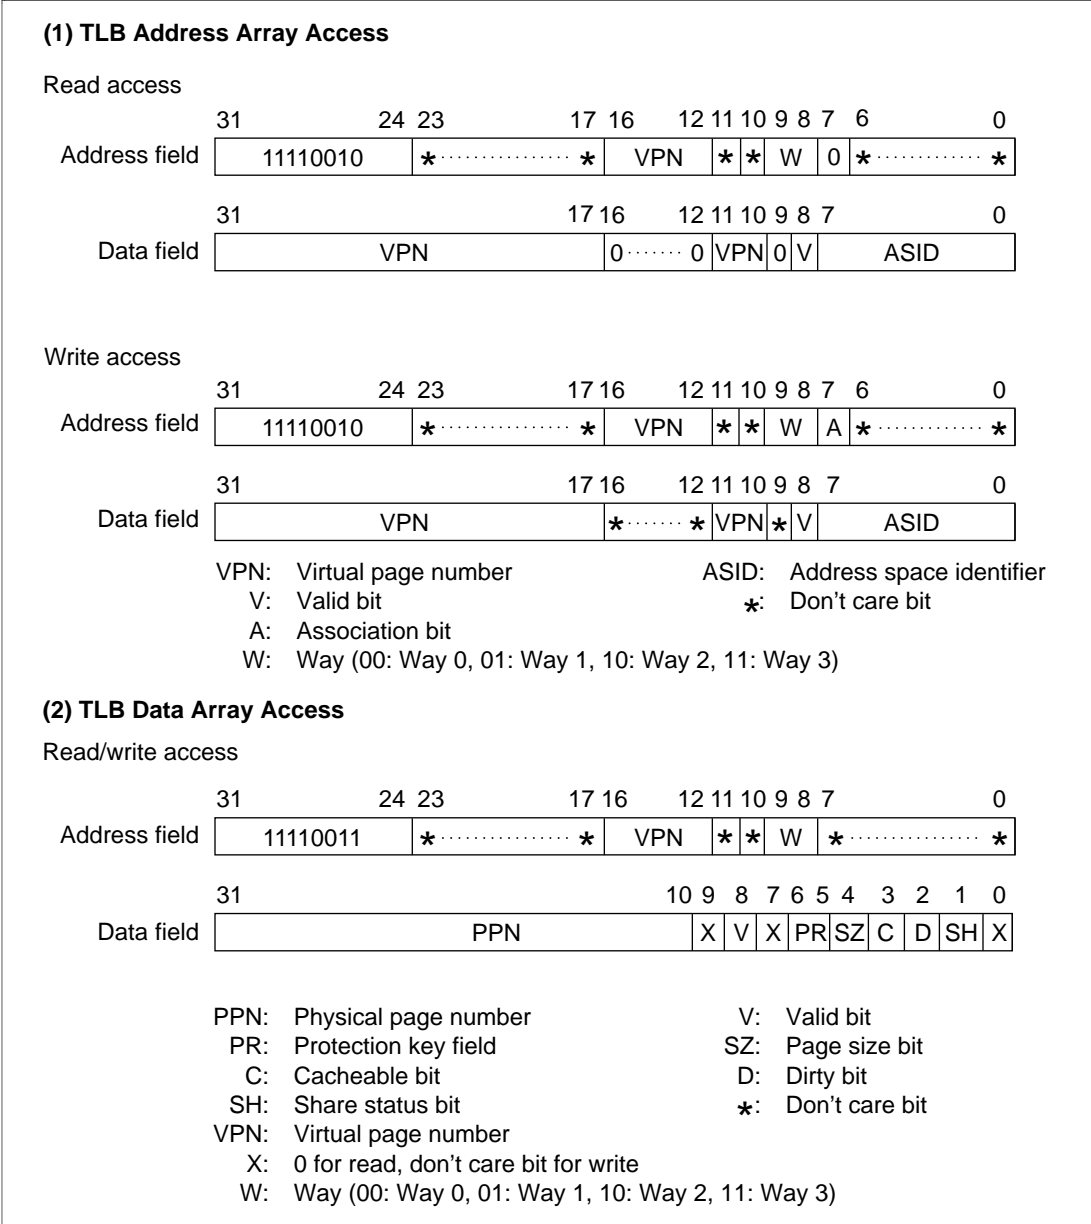 (1) TLB Address Array Access
Read access
31 24 23 17 16 12 11 10 9 8 7 6 0
Address field 11110010 * ················ * VPN * * W 0 * ············· *
31 17 16 12 11 10 9 8 7 0
Data field VPN 0 ······· 0 VPN 0 V ASID
Write access
31 24 23 17 16 12 11 10 9 8 7 6 0
Address field 11110010 * ················ * VPN * * W A * ············· *
31 17 16 12 11 10 9 8 7 0
Data field VPN * ······· * VPN * V ASID
VPN: Virtual page number ASID: Address space identifier
V: Valid bit *: Don't care bit
A: Association bit
W: Way (00: Way 0, 01: Way 1, 10: Way 2, 11: Way 3)
(2) TLB Data Array Access
Read/write access
31 24 23 17 16 12 11 10 9 8 7 0
Address field 11110011 * ················ * VPN * * W * ················ *
31 10 9 8 7 6 5 4 3 2 1 0
Data field PPN X V X PR SZ C D SH X
PPN: Physical page number V: Valid bit
PR: Protection key field SZ: Page size bit
C: Cacheable bit D: Dirty bit
SH: Share status bit *: Don't care bit
VPN: Virtual page number
X: 0 for read, don't care bit for write
W: Way (00: Way 0, 01: Way 1, 10: Way 2, 11: Way 3)